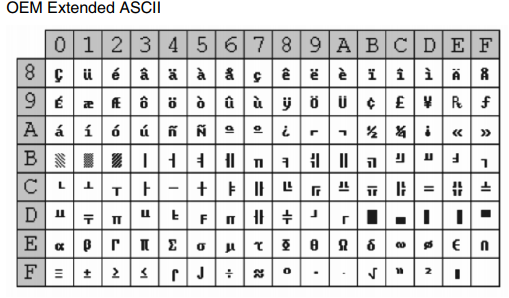 OEM Extended ASCII
0 1 2 3 4 5 6 7 8 9 A B C D E F
8 Ç ü é â ä à å ç ê ë è ï î ì Ä Å
9 É æ Æ ô ö ò û ù ÿ Ö Ü ¢ £ ¥ ₧ ƒ
A á í ó ú ñ Ñ ª º ¿ ⌐ ¬ ½ ¼ ¡ « »
B ░ ▒ ▓ │ ┤ ╡ ╢ ╖ ╕ ╣ ║ ╗ ╝ ╜ ╛ ┐
C └ ┴ ┬ ├ ─ ┼ ╞ ╟ ╚ ╔ ╩ ╦ ╠ ═ ╬ ╧
D ╨ ╤ ╥ ╙ ╘ ╒ ╓ ╫ ╪ ┘ ┌ █ ▄ ▌ ▐ ▀
E α β Γ π Σ σ µ τ Φ θ Ω δ ∞ ø ∈ ∩
F ≡ ± ≥ ≤ ⌠ ⌡ ÷ ≈ ° ∙ · √ ⁿ ² ■